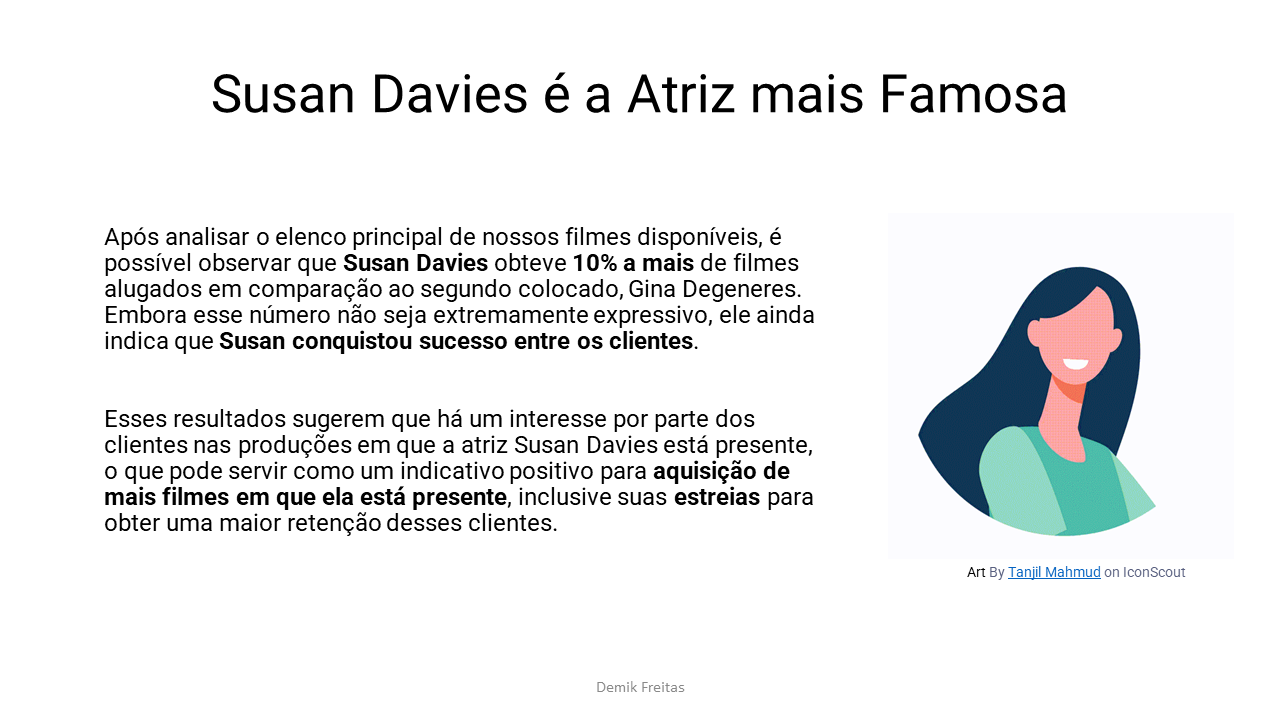 Susan Davies é a Atriz mais Famosa
Após analisar o elenco principal de nossos filmes disponíveis, é
possível observar que Susan Davies obteve 10% a mais de filmes
alugados em comparação ao segundo colocado, Gina Degeneres.
Embora esse número não seja extremamente expressivo, ele ainda
indica que Susan conquistou sucesso entre os clientes.
Esses resultados sugerem que há um interesse por parte dos
clientes nas produções em que a atriz Susan Davies está presente,
o que pode servir como um indicativo positivo para aquisição de
mais filmes em que ela está presente, inclusive suas estreias para
obter uma maior retenção desses clientes.
Art By Tanjil Mahmud on IconScout
Demik Freitas